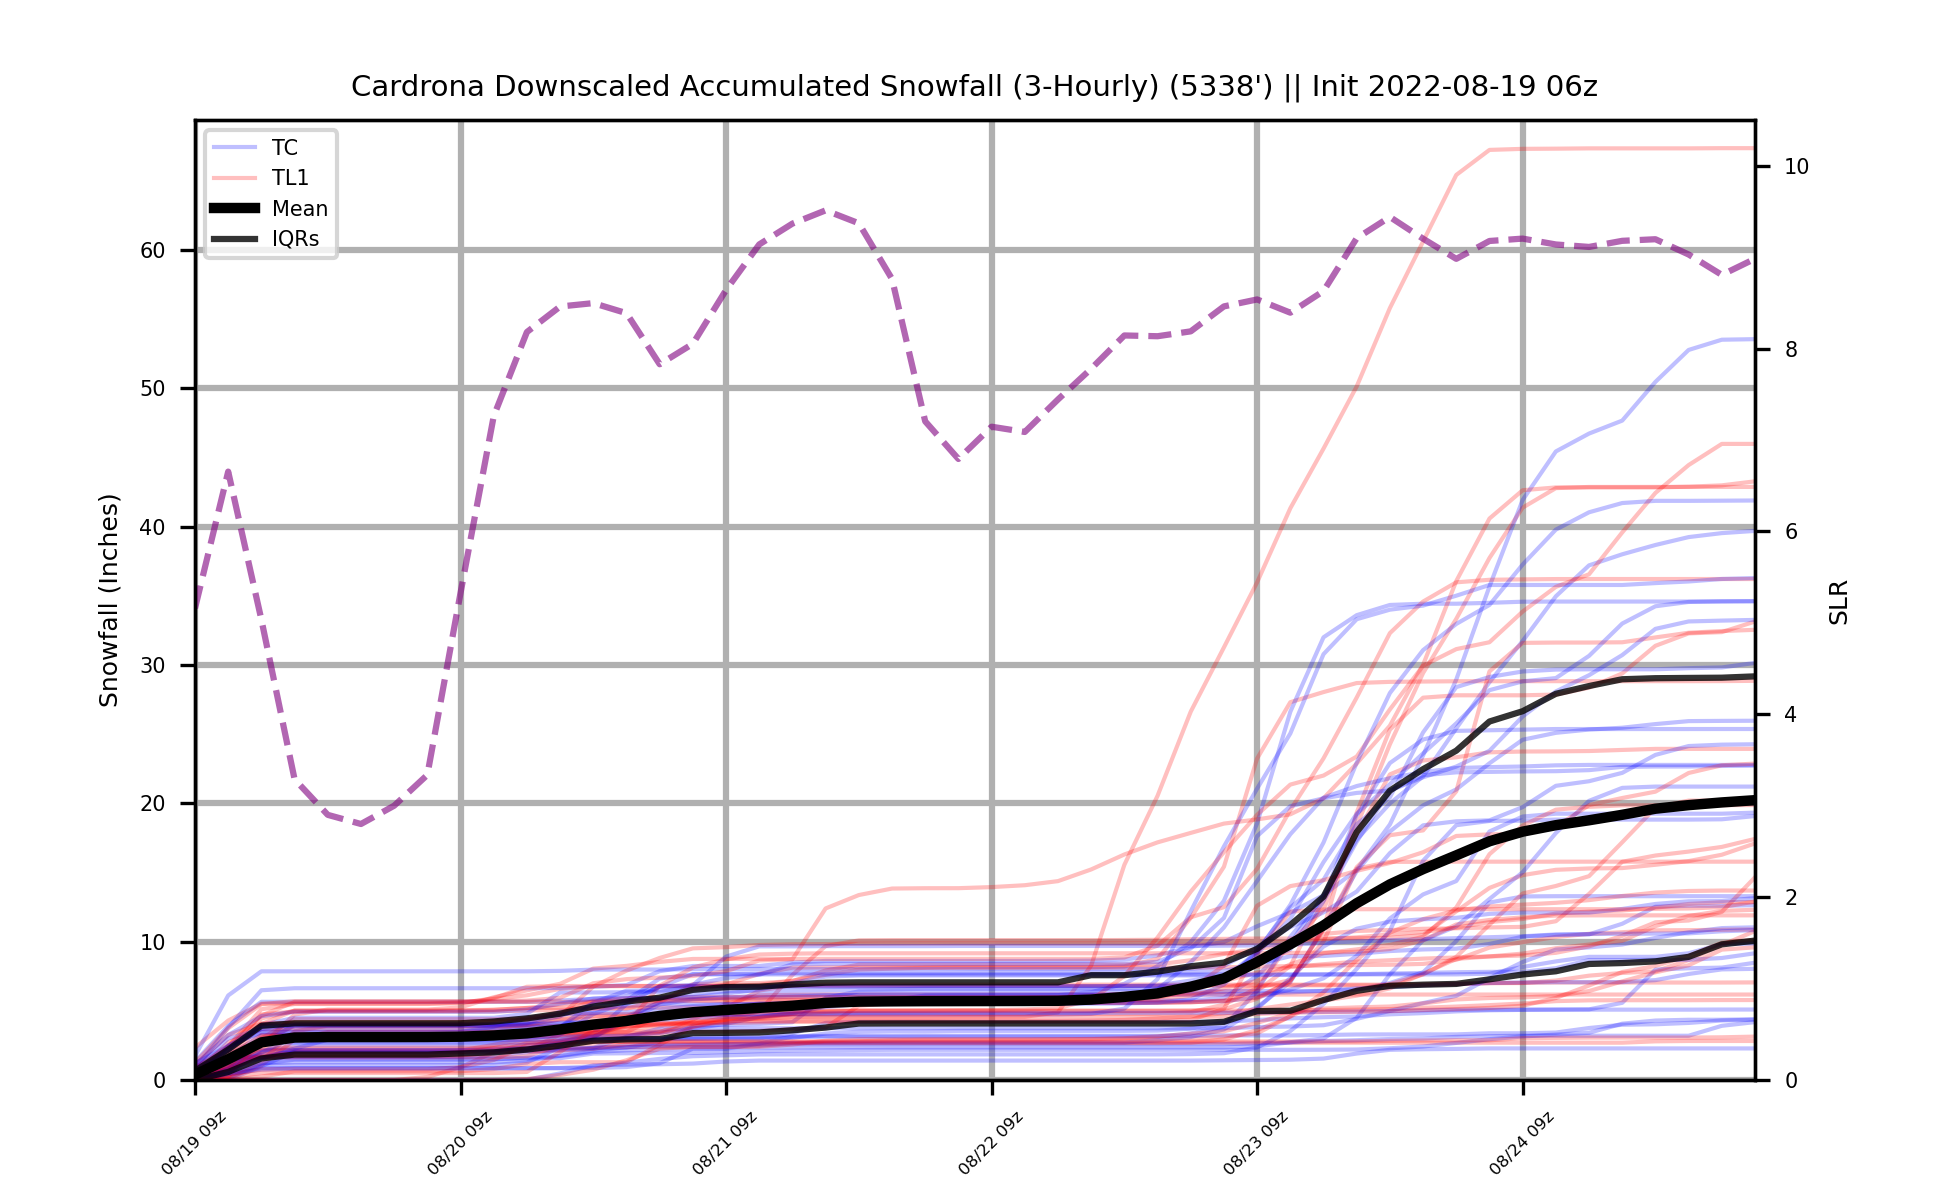 Cardrona Downscaled Accumulated Snowfall (3-Hourly) (5338') || Init 2022-08-19 06z
TC
TL1
Mean
IQRs
Snowfall (Inches)
60
50
40
30
20
10
0
10
8
6
4
2
0
SLR
08/19 09z
08/20 09z
08/21 09z
08/22 09z
08/23 09z
08/24 09z